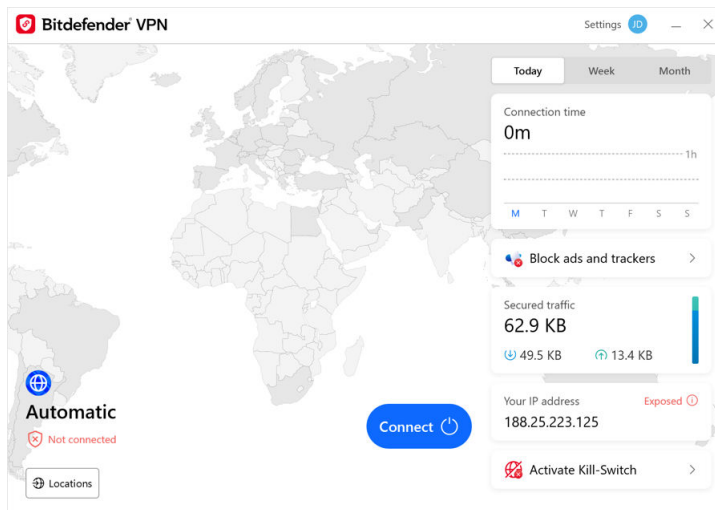 Bitdefender® VPN
Settings JD
Today Week Month
Connection time
0m
1h
M T W T F S S
Block ads and trackers
Secured traffic
62.9 KB
49.5 KB 13.4 KB
Your IP address Exposed
188.25.223.125
Activate Kill-Switch
Automatic
Not connected
Connect
Locations